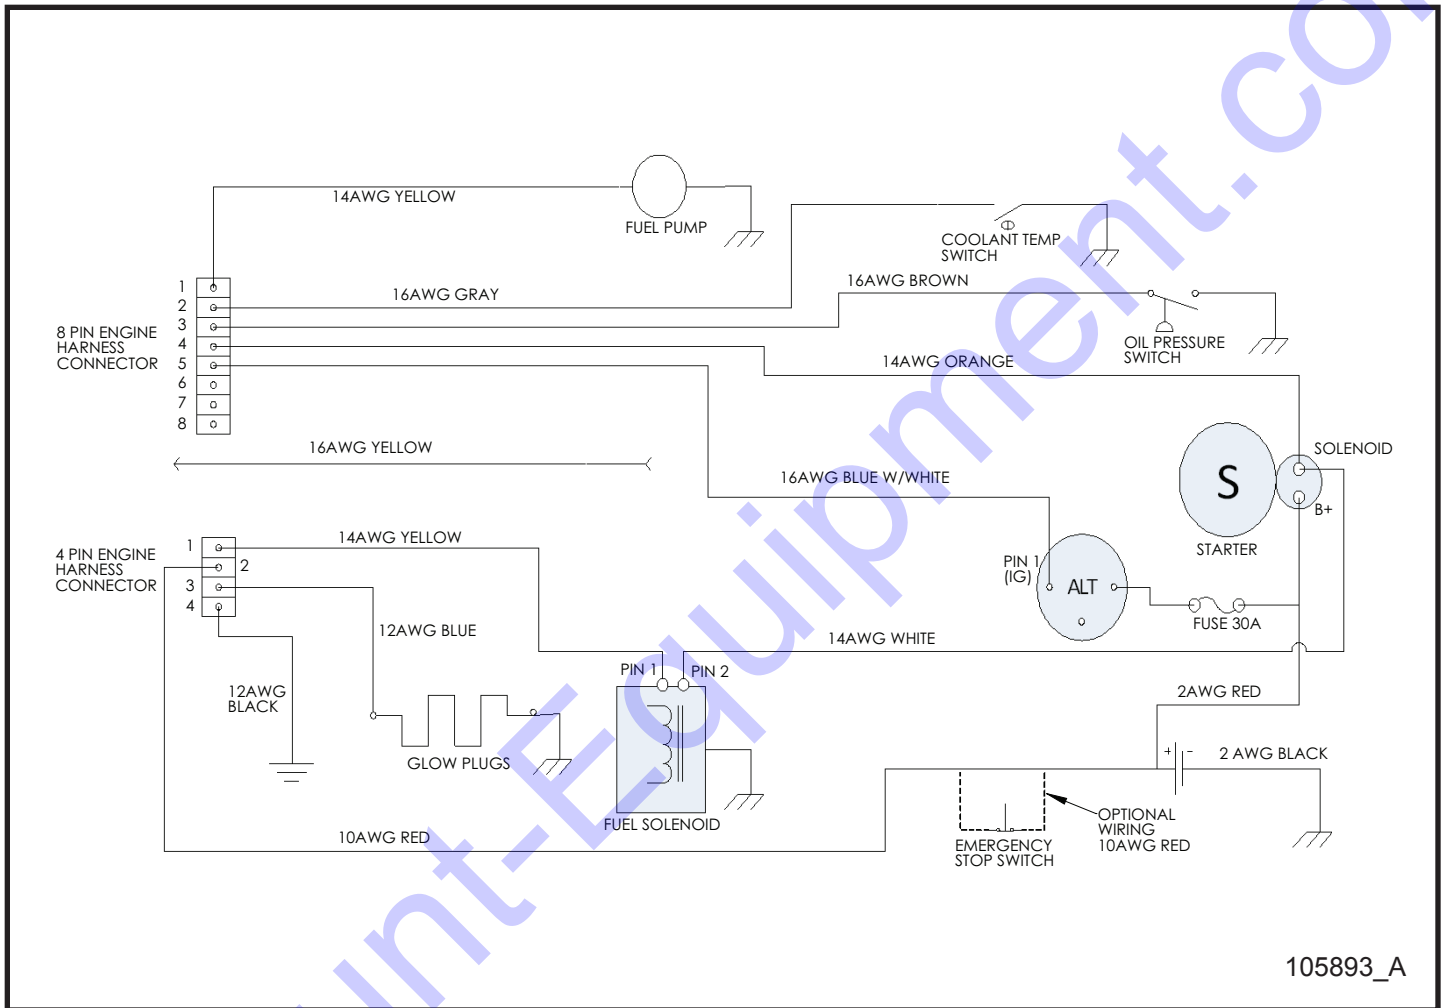 14AWG YELLOW
FUEL PUMP
COOLANT TEMP
SWITCH
16AWG GRAY
16AWG BROWN
8 PIN ENGINE
HARNESS
CONNECTOR
1
2
3
4
5
6
7
8
OIL PRESSURE
SWITCH
14AWG ORANGE
16AWG YELLOW
SOLENOID
S
B+
STARTER
16AWG BLUE W/WHITE
4 PIN ENGINE
HARNESS
CONNECTOR
1
2
3
4
14AWG YELLOW
PIN 1
(IG)
ALT
FUSE 30A
12AWG BLUE
14AWG WHITE
PIN 1
PIN 2
12AWG
BLACK
2AWG RED
GLOW PLUGS
+
-
2 AWG BLACK
FUEL SOLENOID
10AWG RED
EMERGENCY
STOP SWITCH
OPTIONAL
WIRING
10AWG RED
105893_A
unt-Equipment.co